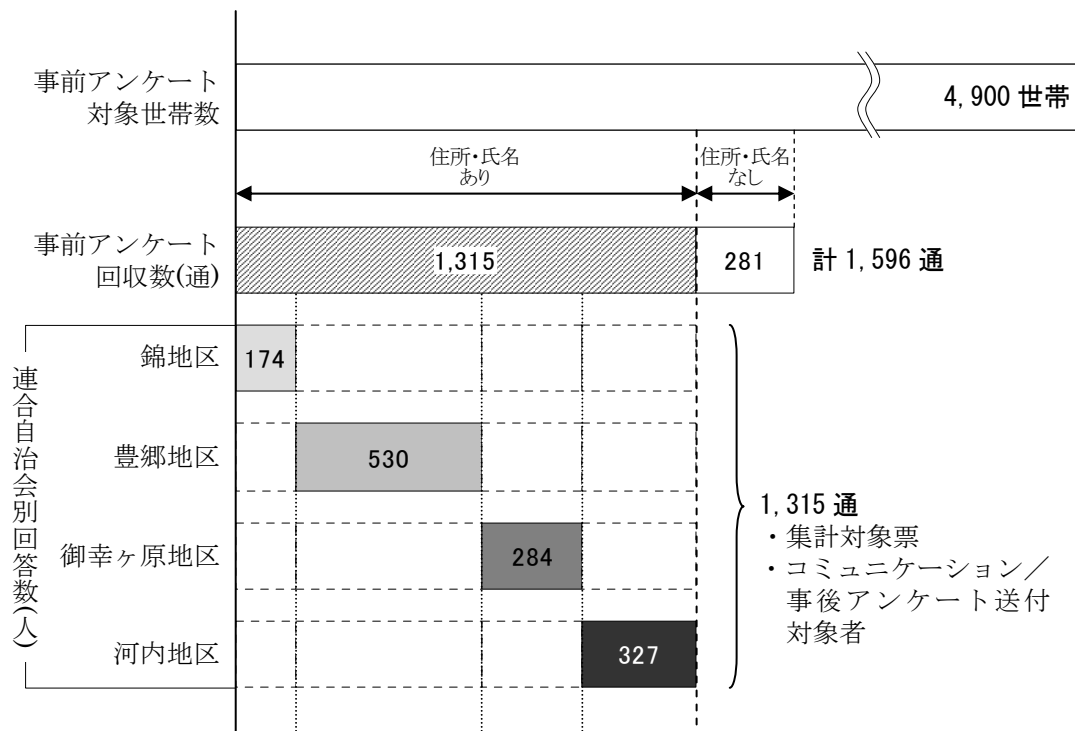 事前アンケート
対象世帯数
4,900 世帯
住所・氏名
あり
住所・氏名
なし
事前アンケート
回収数(通)
1,315
281
計 1,596 通
連合自治会別回答数(人)
錦地区
174
豊郷地区
530
御幸ヶ原地区
284
河内地区
327
1,315 通
・集計対象票
・コミュニケーション／
事後アンケート送付
対象者